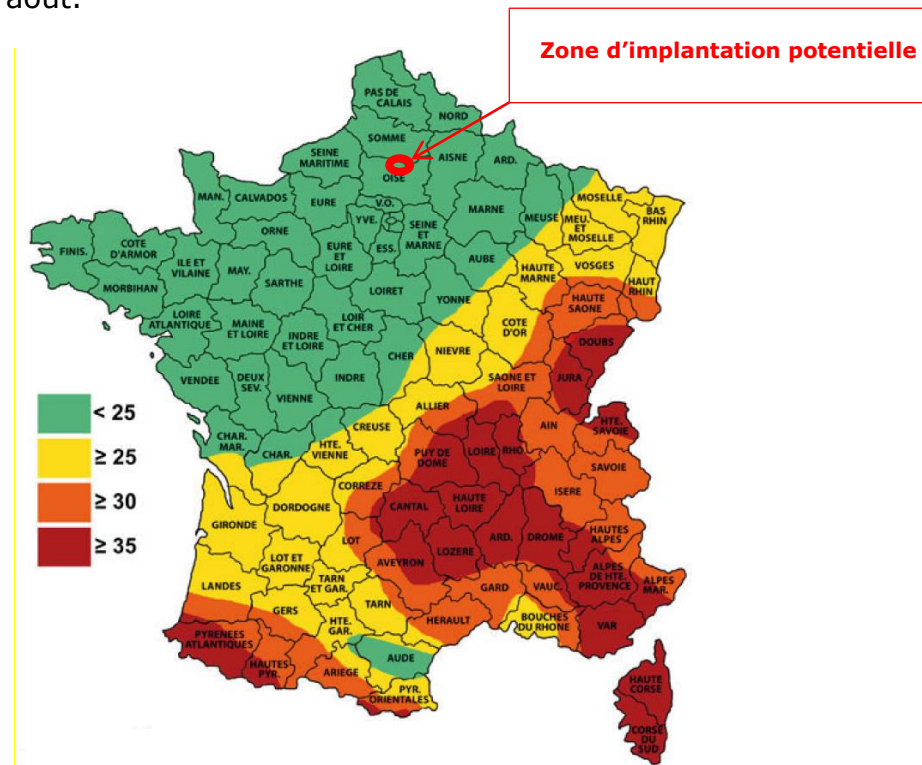 août.
Zone d’implantation potentielle
PAS DE
CALAIS
NORD
SOMME
SEINE
MARITIME
AISNE
ARD.
OISE
MAN.
CALVADOS
EURE
V.O.
YVE.
ESS.
SEINE
ET
MARNE
MARNE
MEUSE
MEU.
ET
MOSELLE
MOSELLE
BAS
RHIN
FINIS.
COTE
D'ARMOR
ORNE
EURE
ET
LOIRE
AUBE
HAUTE
MARNE
VOSGES
HAUT
RHIN
MORBIHAN
ILE ET
VILAINE
MAY.
SARTHE
LOIRET
YONNE
HAUTE
SAONE
LOIRE
ATLANTIQUE
MAINE
ET LOIRE
INDRE
ET LOIRE
LOIR
ET CHER
CHER
NIEVRE
COTE
D'OR
DOUBS
JURA
VENDEE
DEUX
SEV.
VIENNE
INDRE
ALLIER
SAONE ET
LOIRE
< 25
≥ 25
≥ 30
≥ 35
CHAR.
MAR.
CHAR.
HTE.
VIENNE
CREUSE
PUY DE
DOME
LOIRE
RHO.
AIN
HTE.
SAVOIE
SAVOIE
ISERE
CORREZE
CANTAL
HAUTE
LOIRE
GIRONDE
DORDOGNE
LOT
AVEYRON
LOZERE
ARD.
DROME
HAUTES
ALPES
LOT ET
GARONNE
TARN
ET GAR.
TARN
GARD
VAUC.
ALPES
DE HTE.
PROVENCE
ALPES
MAR.
LANDES
GERS
HTE.
GAR.
HERAULT
BOUCHES
DU RHONE
VAR
PYRENEES
ATLANTIQUES
HAUTES
PYR.
ARIEGE
AUDE
PYR.
ORIENTALES
HAUTE
CORSE
CORSE
DU
SUD